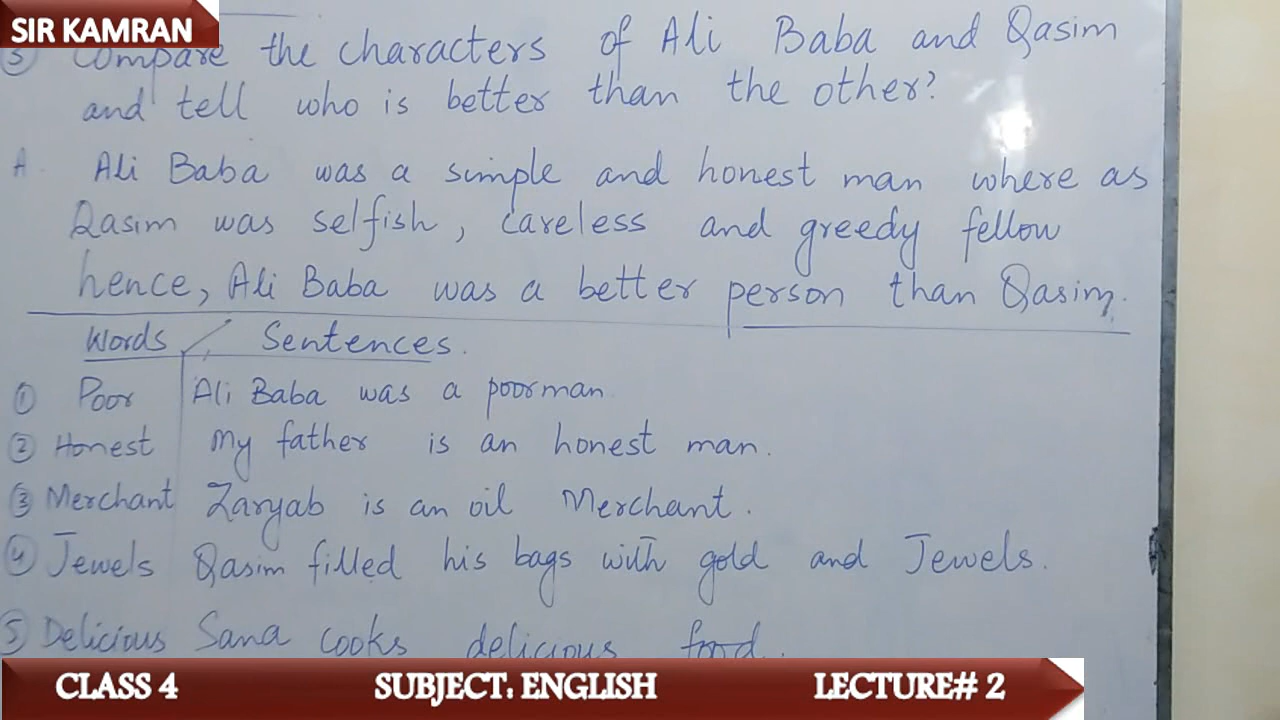 SIR KAMRAN
3 Compare the characters of Ali Baba and Qasim
and tell who is better than the other?
A. Ali Baba was a simple and honest man where as
Qasim was selfish, careless and greedy fellow
hence, Ali Baba was a better person than Qasim.
Words Sentences.
1 Poor Ali Baba was a poor man
2 Honest My father is an honest man.
3 Merchant Zaryab is an oil Merchant.
4 Jewels Qasim filled his bags with gold and Jewels.
5 Delicious Sana cooks delicious food.
CLASS 4 SUBJECT: ENGLISH LECTURE# 2